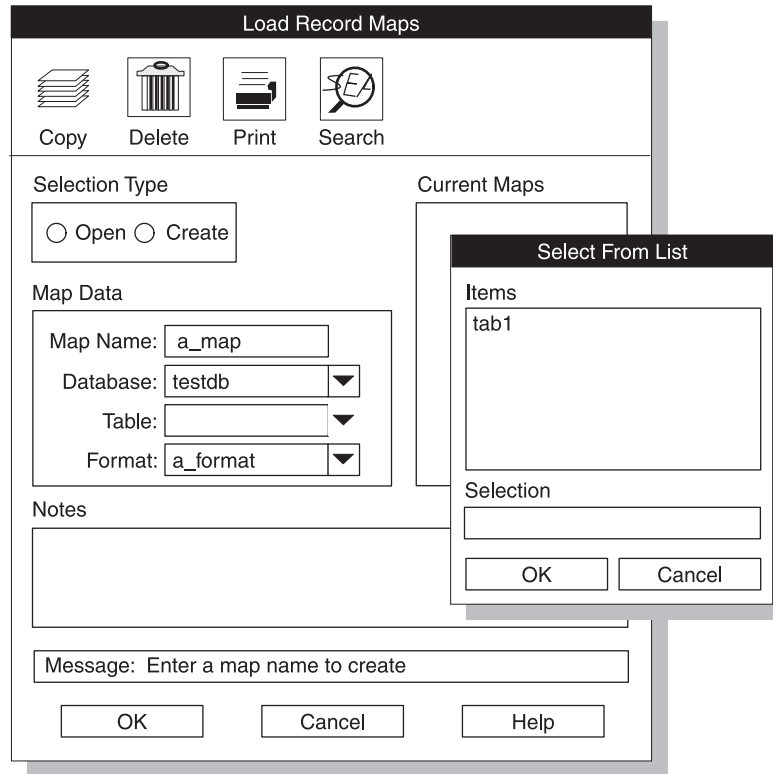 Load Record Maps
Copy Delete Print Search
Selection Type
Open Create
Map Data
Map Name: a_map
Database: testdb
Table:
Format: a_format
Notes
Current Maps
Message: Enter a map name to create
OK Cancel Help
Select From List
Items
tab1
Selection
OK Cancel